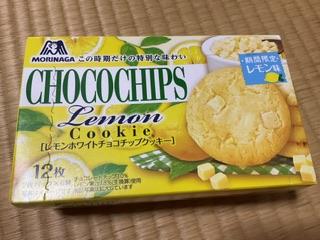 MORINAGA
この時期だけの特別な味わい
期間限定
レモン味
CHOCOCHIPS
Lemon
Cookie
[レモンホワイトチョコチップクッキー]
12枚